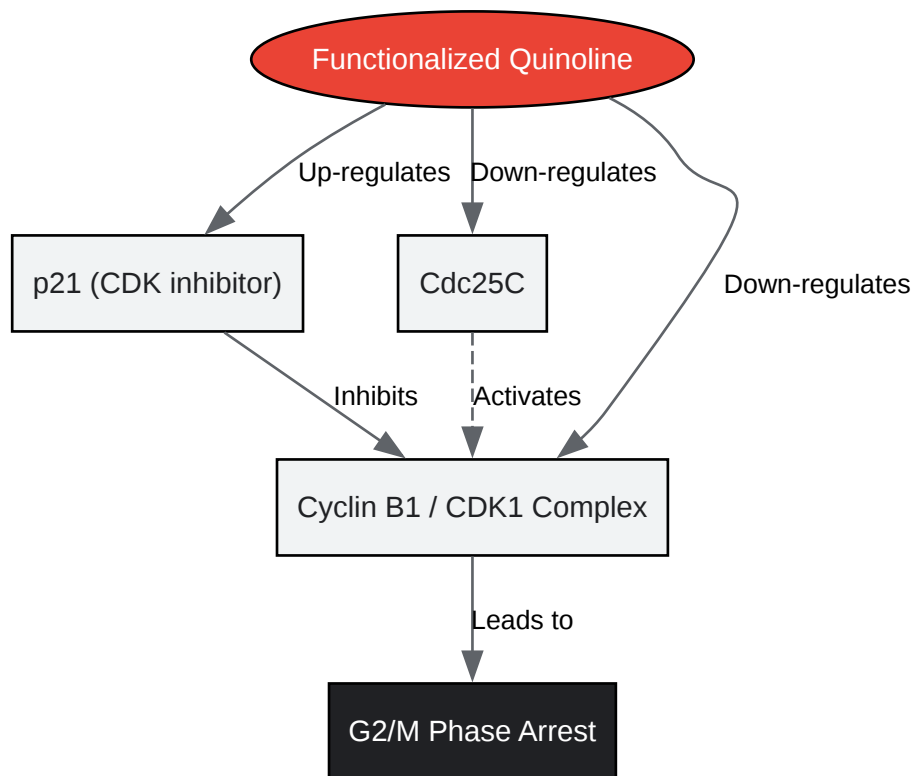 Functionalized Quinoline
Up-regulates
Down-regulates
p21 (CDK inhibitor)
Cdc25C
Down-regulates
Inhibits
Activates
Cyclin B1 / CDK1 Complex
Leads to
G2/M Phase Arrest